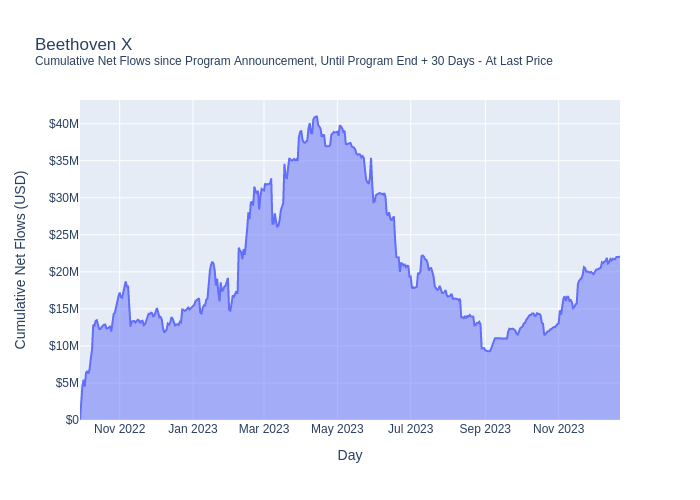 Beethoven X
Cumulative Net Flows since Program Announcement, Until Program End + 30 Days - At Last Price
Cumulative Net Flows (USD)
$40M
$35M
$30M
$25M
$20M
$15M
$10M
$5M
$0
Nov 2022
Jan 2023
Mar 2023
May 2023
Jul 2023
Sep 2023
Nov 2023
Day